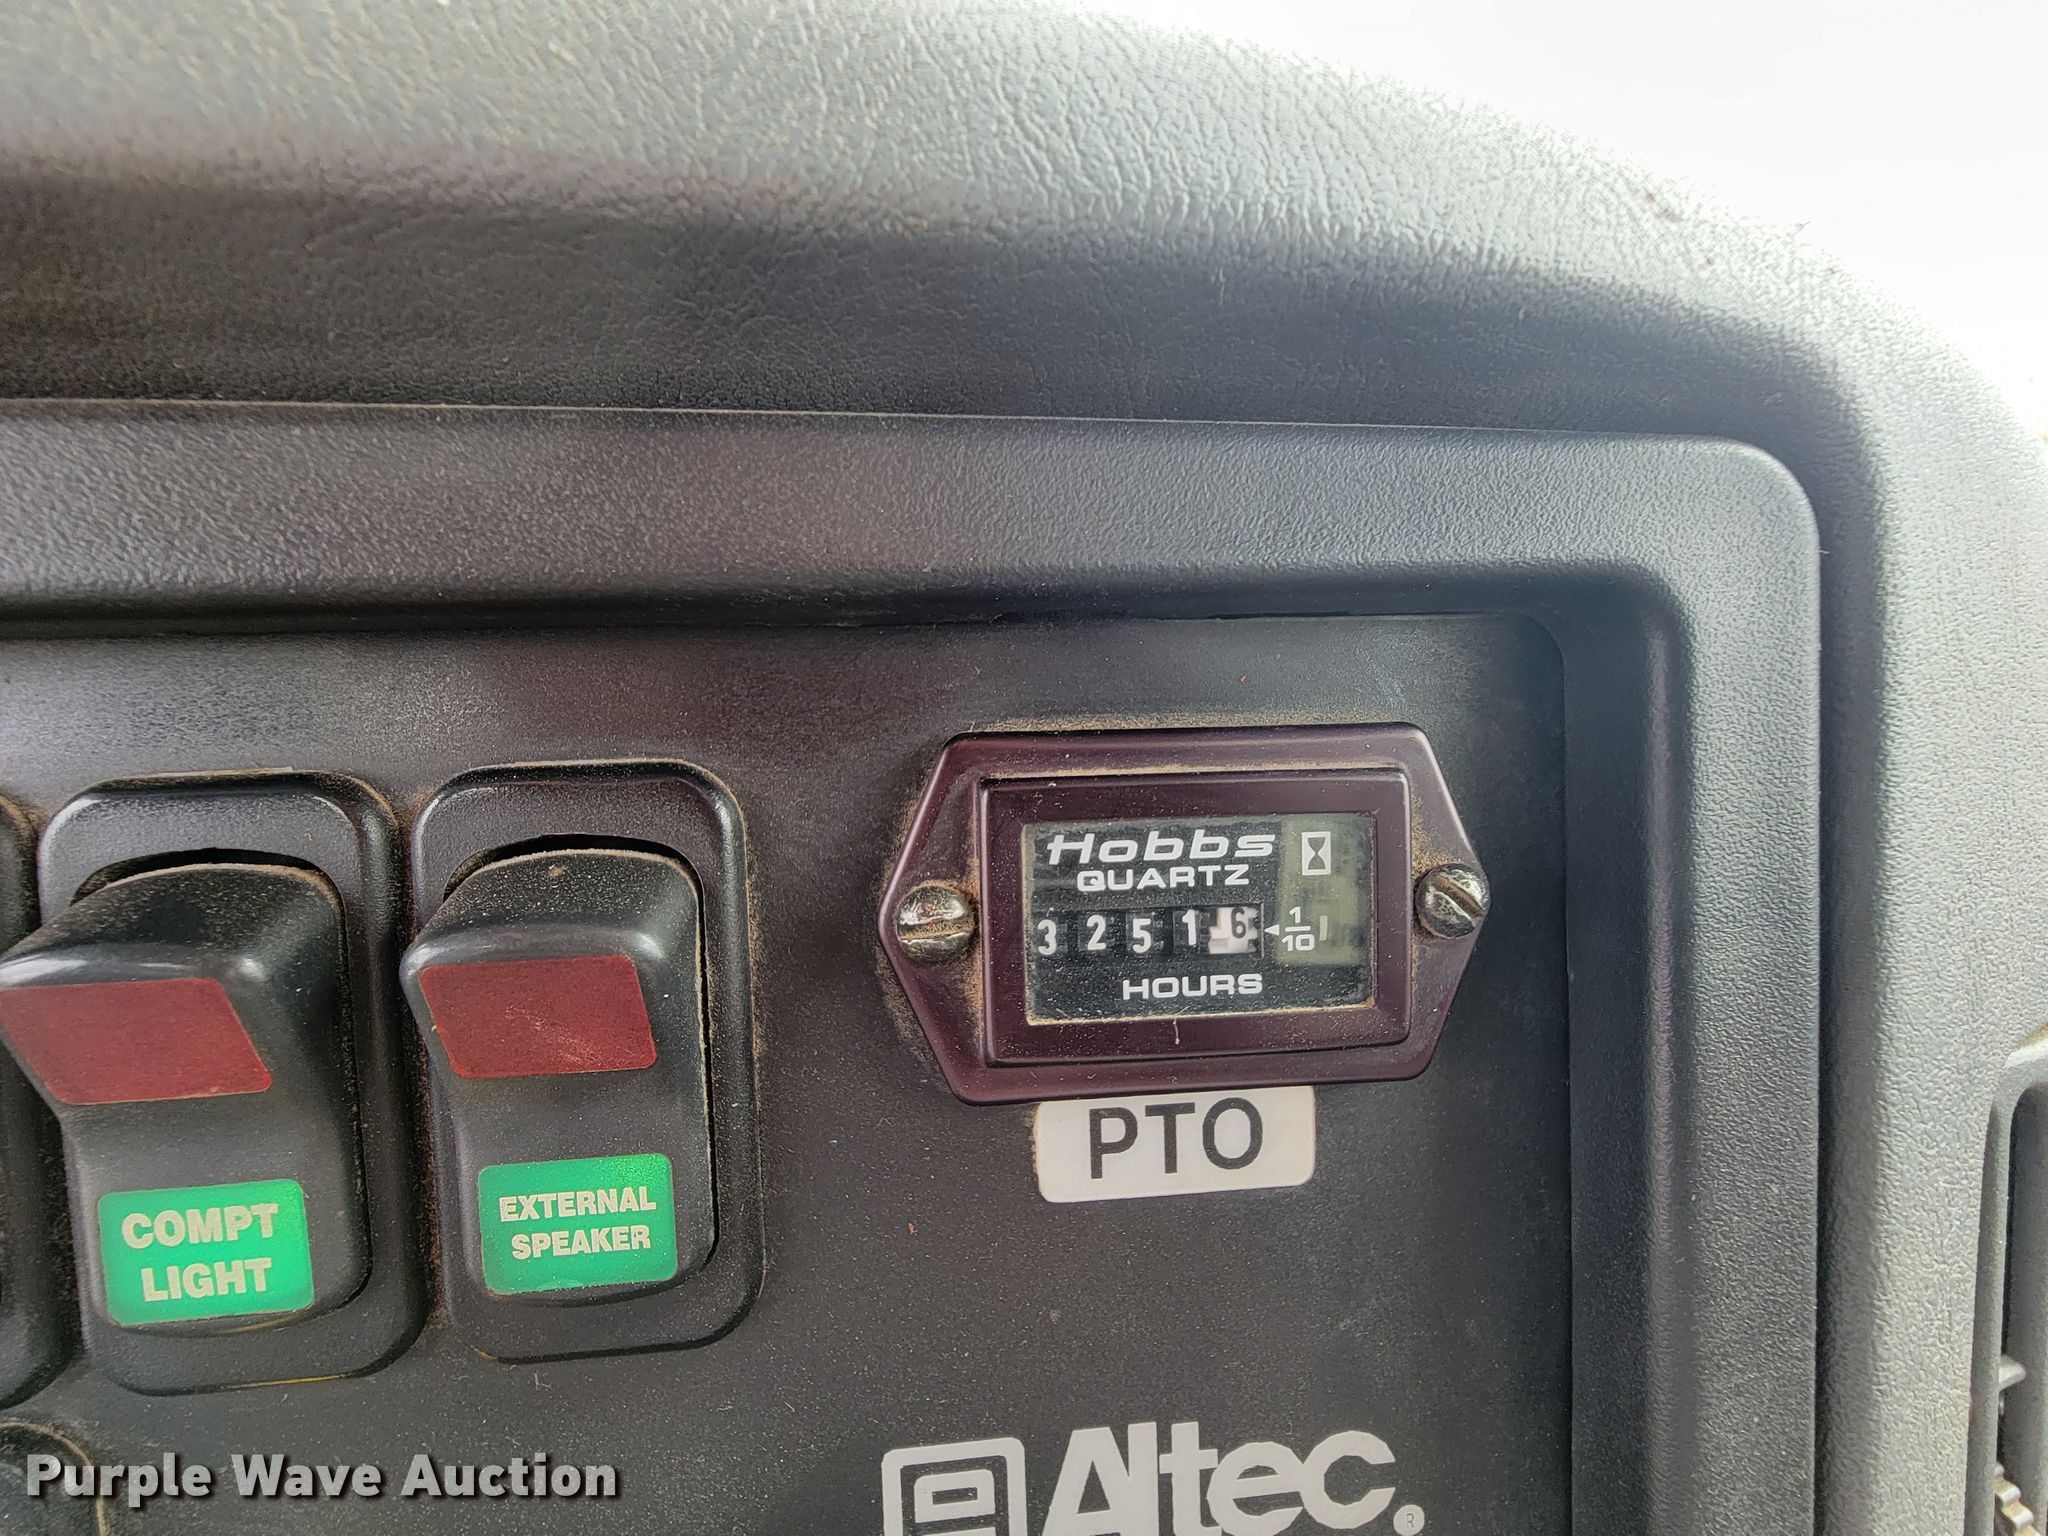 Hobbs
QUARTZ
3 2 5 1 6 1/10
HOURS
PTO
COMPT
LIGHT
EXTERNAL
SPEAKER
Altec®
Purple Wave Auction